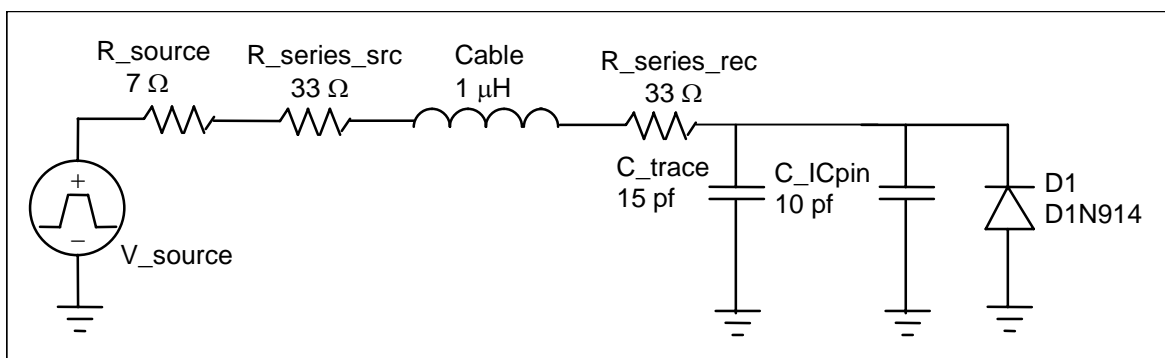 R_source
7 Ω
R_series_src
33 Ω
Cable
1 μH
R_series_rec
33 Ω
C_trace
15 pf
C_ICpin
10 pf
D1
D1N914
+
−
V_source